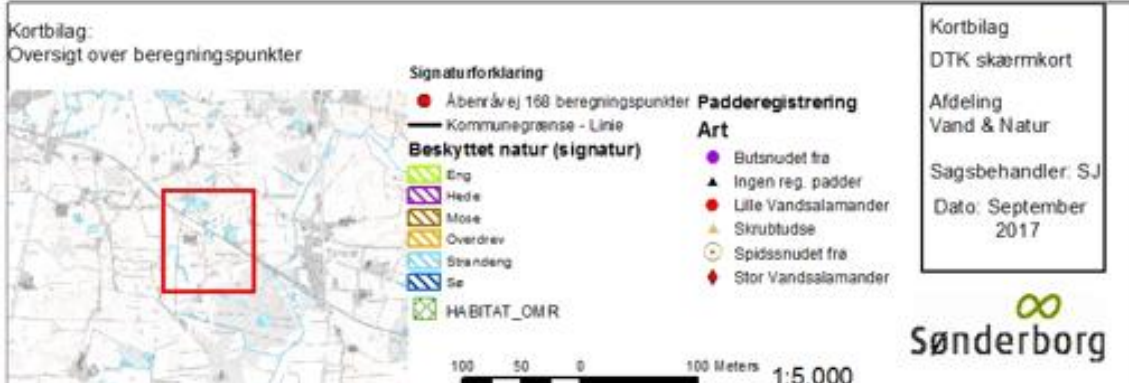 Kortbilag:
Oversigt over beregningspunkter
Signaturforklaring
Åbenråvej 168 beregningspunkter
Kommunegrænse - Linie
Beskyttet natur (signatur)
Eng
Hede
Mose
Overdrev
Strandeng
Sø
HABITAT_OMR
Padderegistrering
Art
Butsnudet frø
Ingen reg. padder
Lille Vandsalamander
Skrubtudse
Spidssnudet frø
Stor Vandsalamander
100 50 0 100 Meters
1:5.000
Kortbilag
DTK skærmkort
Afdeling
Vand & Natur
Sagsbehandler: SJ
Dato: September
2017
Sønderborg